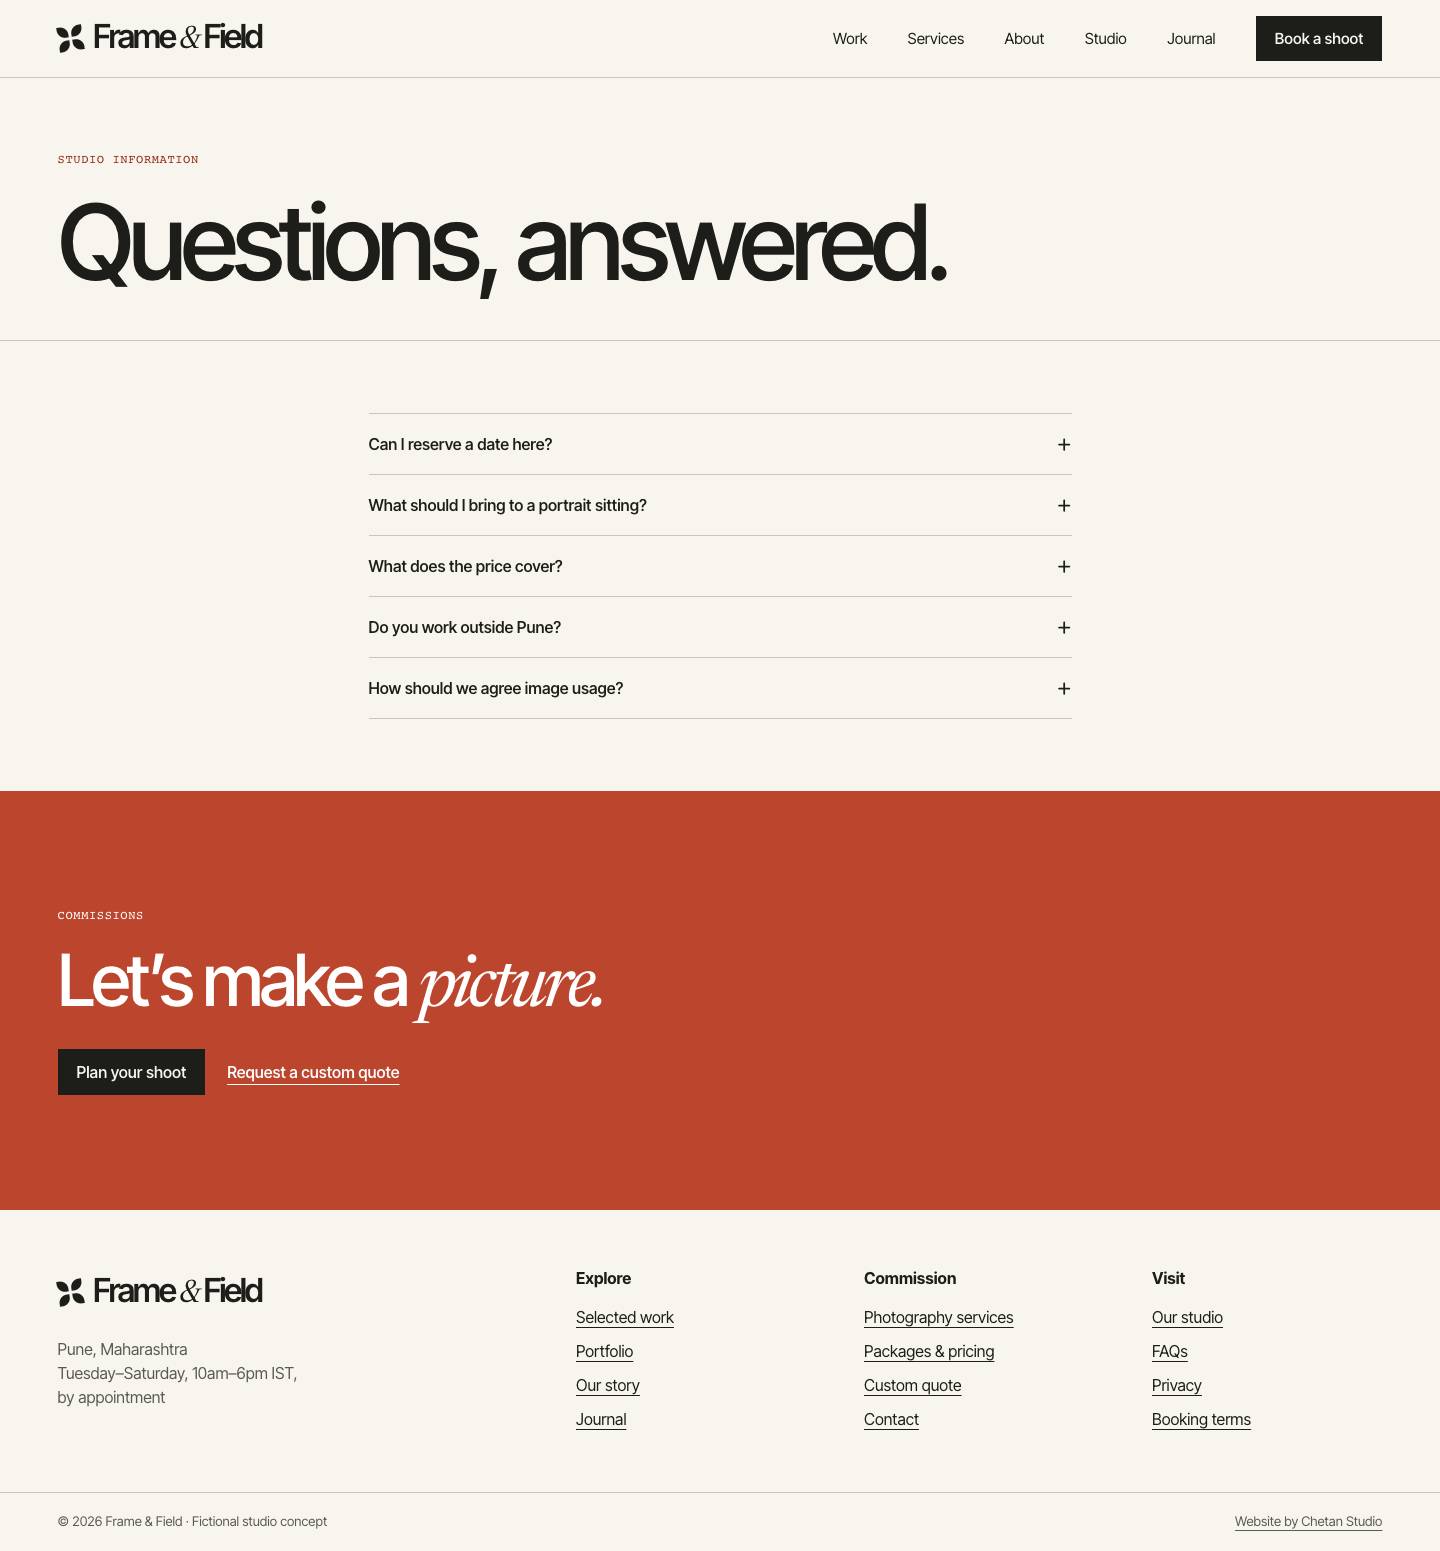 Frame & Field
Work
Services
About
Studio
Journal
Book a shoot
STUDIO INFORMATION
Questions, answered.
Can I reserve a date here?
What should I bring to a portrait sitting?
What does the price cover?
Do you work outside Pune?
How should we agree image usage?
COMMISSIONS
Let’s make a picture.
Plan your shoot
Request a custom quote
Frame & Field
Pune, Maharashtra
Tuesday–Saturday, 10am–6pm IST,
by appointment
Explore
Selected work
Portfolio
Our story
Journal
Commission
Photography services
Packages & pricing
Custom quote
Contact
Visit
Our studio
FAQs
Privacy
Booking terms
© 2026 Frame & Field · Fictional studio concept
Website by Chetan Studio